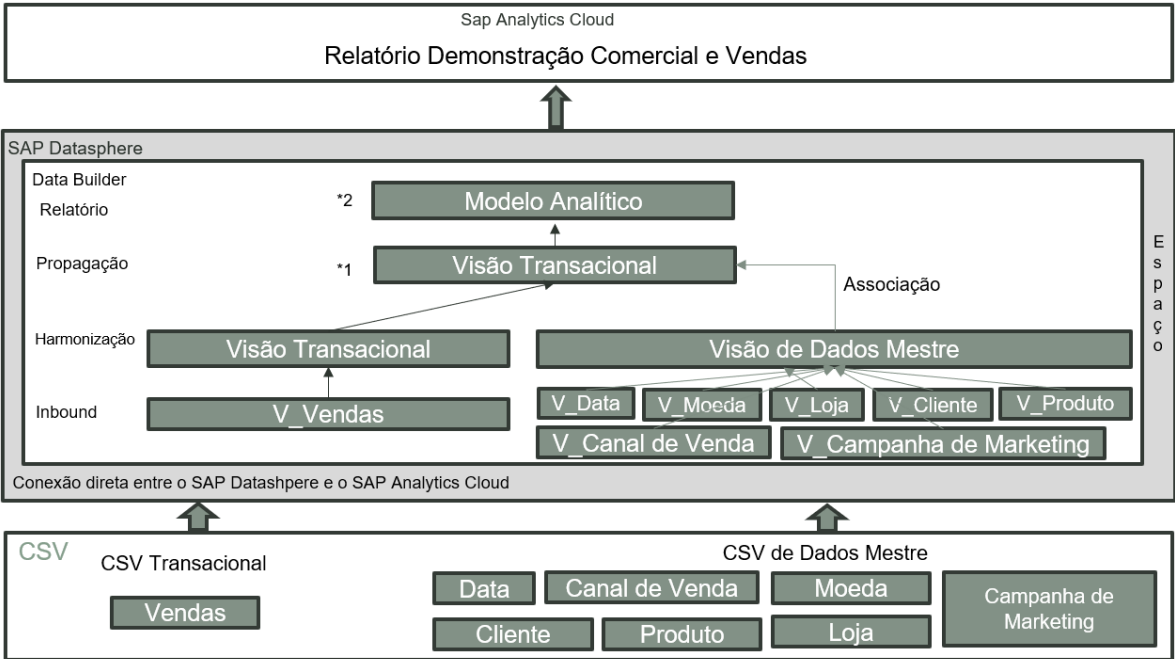 Sap Analytics Cloud
Relatório Demonstração Comercial e Vendas
SAP Datasphere
Data Builder
Relatório
*2
Modelo Analítico
Propagação
*1
Visão Transacional
Associação
Espaço
Harmonização
Visão Transacional
Visão de Dados Mestre
Inbound
V_Vendas
V_Data
V_Moeda
V_Loja
V_Cliente
V_Produto
V_Canal de Venda
V_Campanha de Marketing
Conexão direta entre o SAP Datashpere e o SAP Analytics Cloud
CSV
CSV Transacional
CSV de Dados Mestre
Vendas
Data
Canal de Venda
Moeda
Campanha de
Marketing
Cliente
Produto
Loja